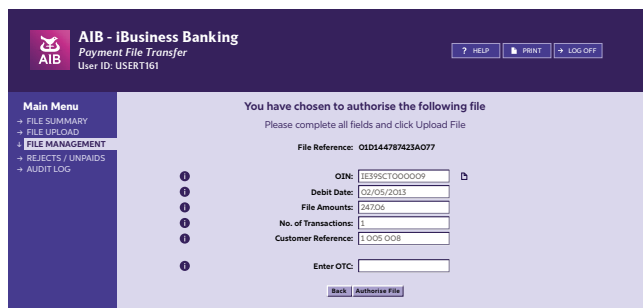 AIB - iBusiness Banking
Payment File Transfer
User ID: USERT161
AIB
? HELP
PRINT
→ LOG OFF
Main Menu
→ FILE SUMMARY
→ FILE UPLOAD
↓ FILE MANAGEMENT
→ REJECTS / UNPAIDS
→ AUDIT LOG
You have chosen to authorise the following file
Please complete all fields and click Upload File
File Reference: 01D144787423A077
i OIN: IE39SCT000009
i Debit Date: 02/05/2013
i File Amounts: 247.06
i No. of Transactions: 1
i Customer Reference: 1 005 008
i Enter OTC:
Back Authorise File